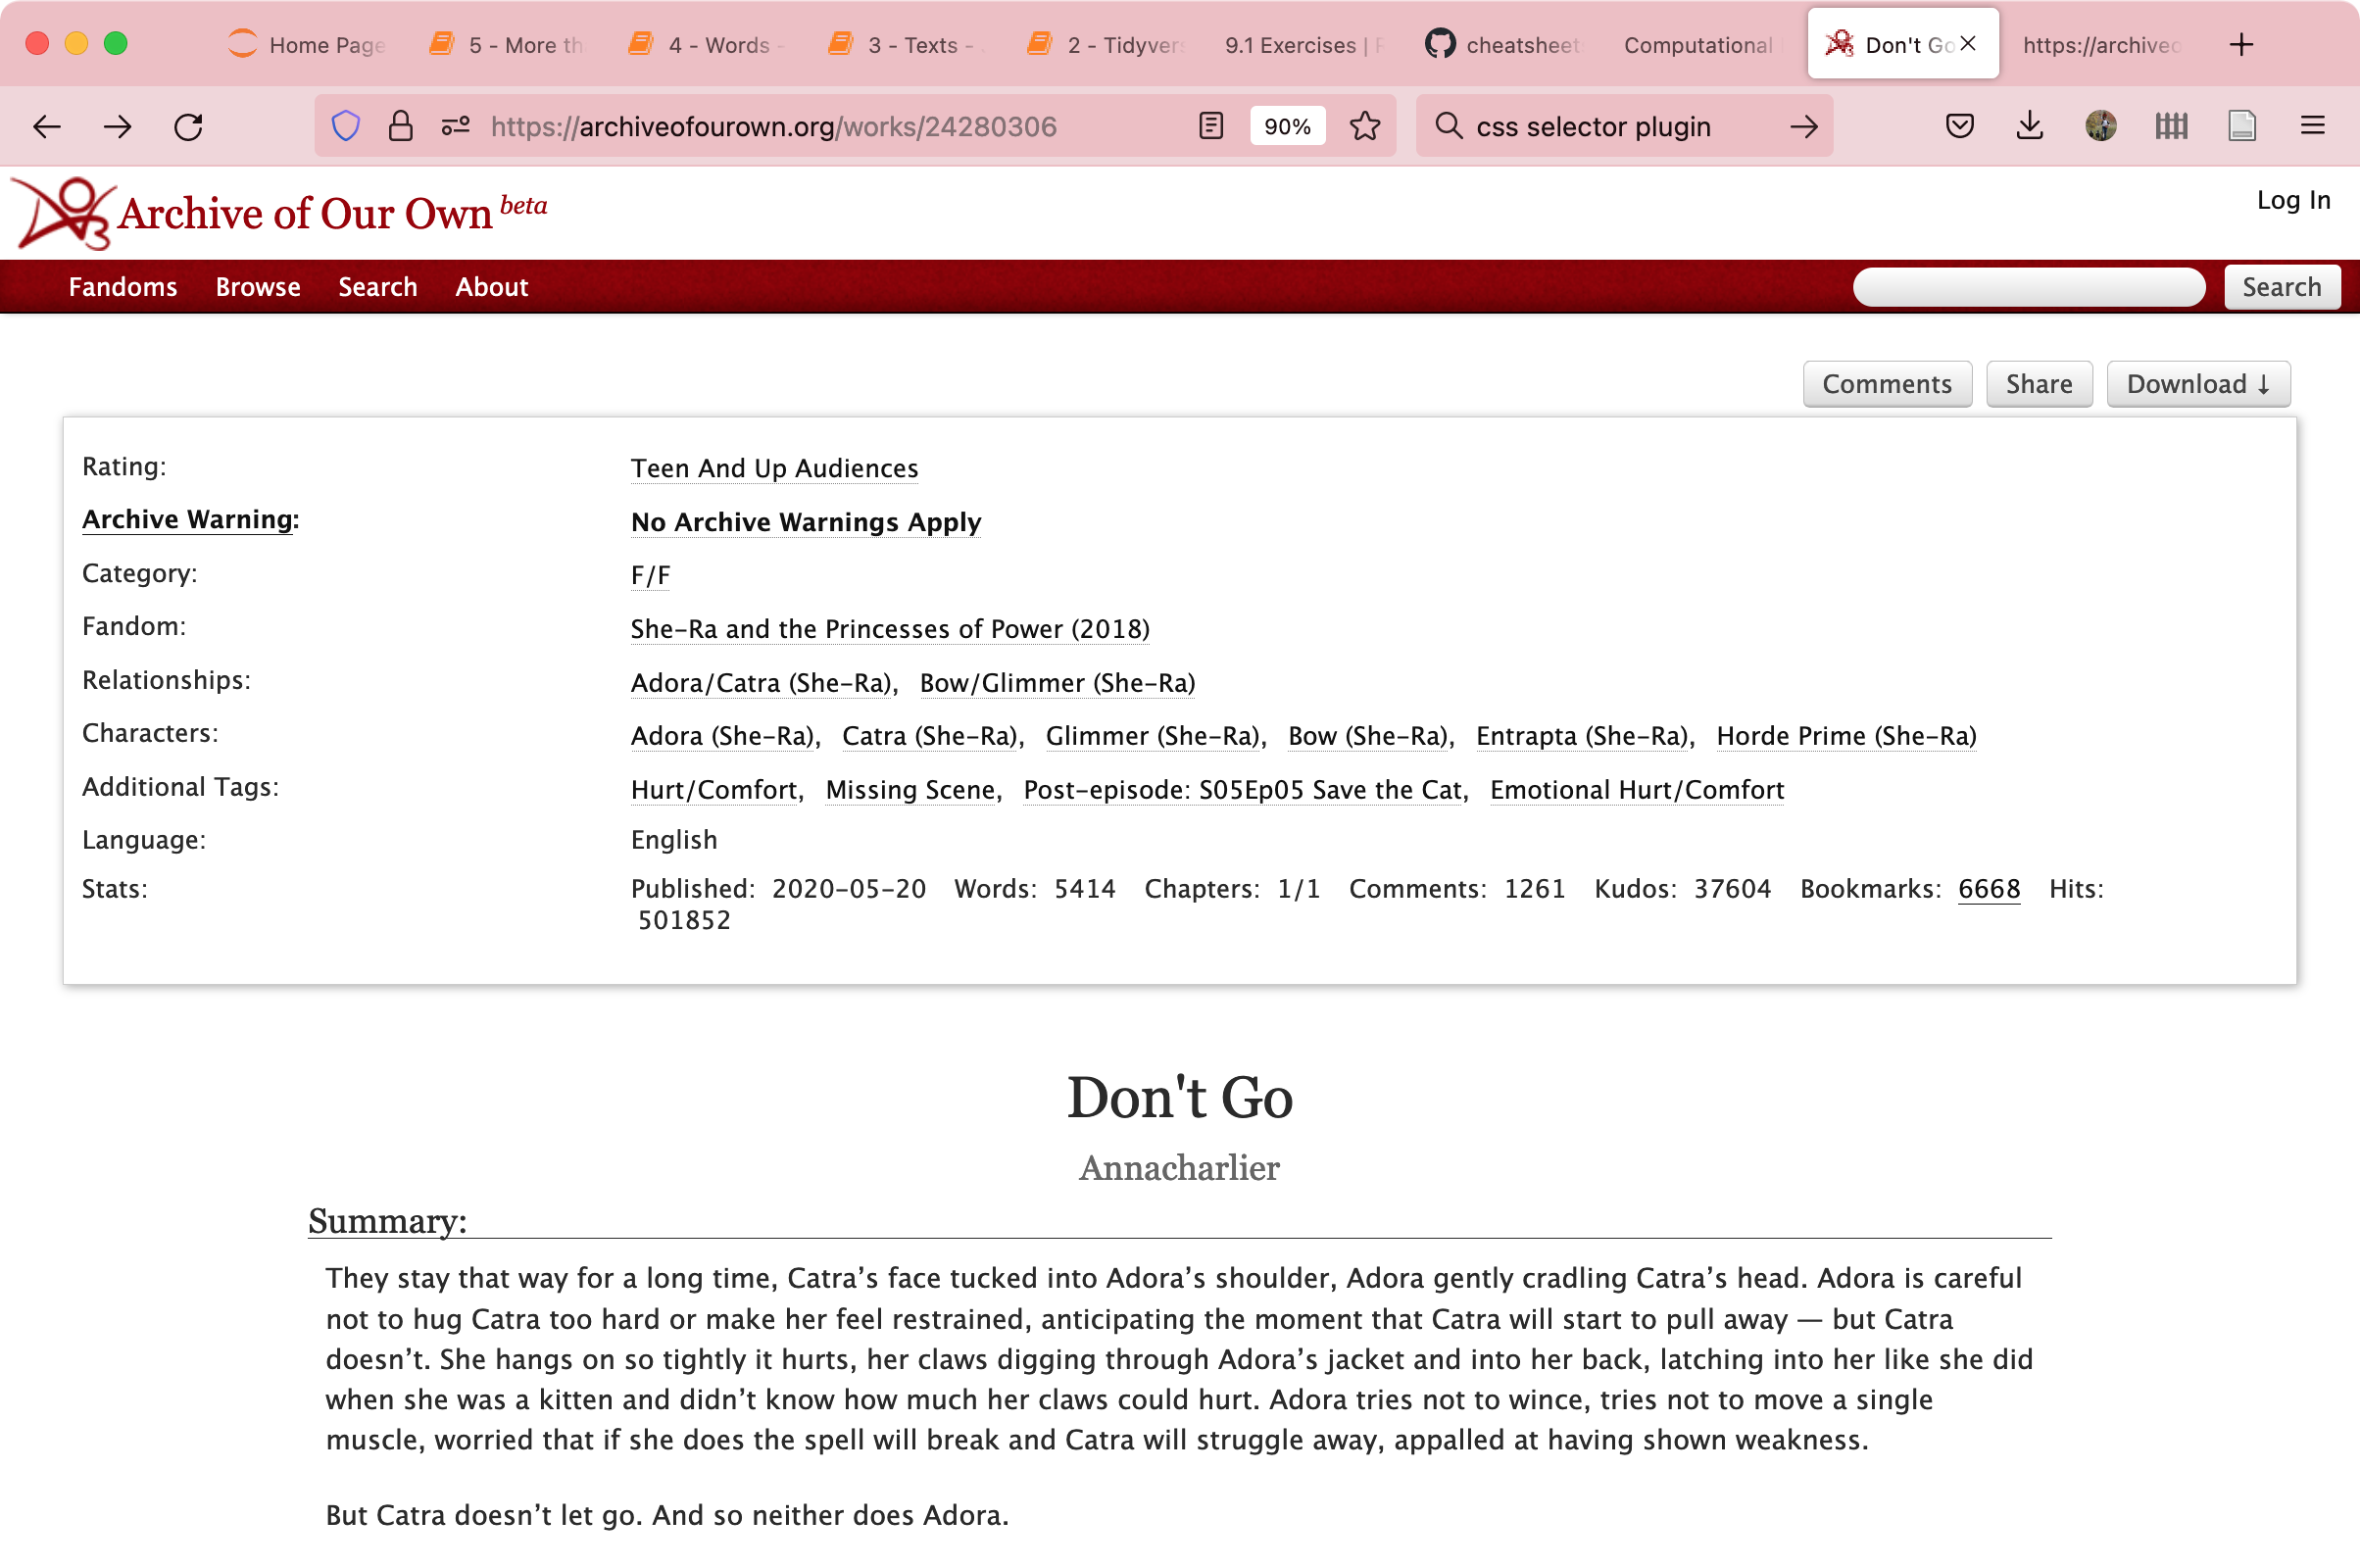 Home Page
5 - More th
4 - Words -
3 - Texts -
2 - Tidyver
9.1 Exercises |
cheatsheet
Computational
Don't Go
https://archiveo
https://archiveofourown.org/works/24280306
90%
css selector plugin
Archive of Our Own beta
Log In
Fandoms Browse Search About
Search
Comments Share Download ↓
Rating: Teen And Up Audiences
Archive Warning: No Archive Warnings Apply
Category: F/F
Fandom: She-Ra and the Princesses of Power (2018)
Relationships: Adora/Catra (She-Ra), Bow/Glimmer (She-Ra)
Characters: Adora (She-Ra), Catra (She-Ra), Glimmer (She-Ra), Bow (She-Ra), Entrapta (She-Ra), Horde Prime (She-Ra)
Additional Tags: Hurt/Comfort, Missing Scene, Post-episode: S05Ep05 Save the Cat, Emotional Hurt/Comfort
Language: English
Stats: Published: 2020-05-20 Words: 5414 Chapters: 1/1 Comments: 1261 Kudos: 37604 Bookmarks: 6668 Hits:
501852
Don't Go
Annacharlier
Summary:
They stay that way for a long time, Catra’s face tucked into Adora’s shoulder, Adora gently cradling Catra’s head. Adora is careful
not to hug Catra too hard or make her feel restrained, anticipating the moment that Catra will start to pull away — but Catra
doesn’t. She hangs on so tightly it hurts, her claws digging through Adora’s jacket and into her back, latching into her like she did
when she was a kitten and didn’t know how much her claws could hurt. Adora tries not to wince, tries not to move a single
muscle, worried that if she does the spell will break and Catra will struggle away, appalled at having shown weakness.
But Catra doesn’t let go. And so neither does Adora.